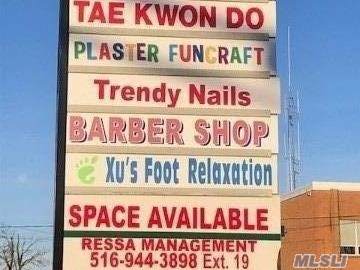 TAE KWON DO
PLASTER FUNCRAFT
Trendy Nails
BARBER SHOP
Xu's Foot Relaxation
SPACE AVAILABLE
RESSA MANAGEMENT
516-944-3898 Ext. 19
MLSLI